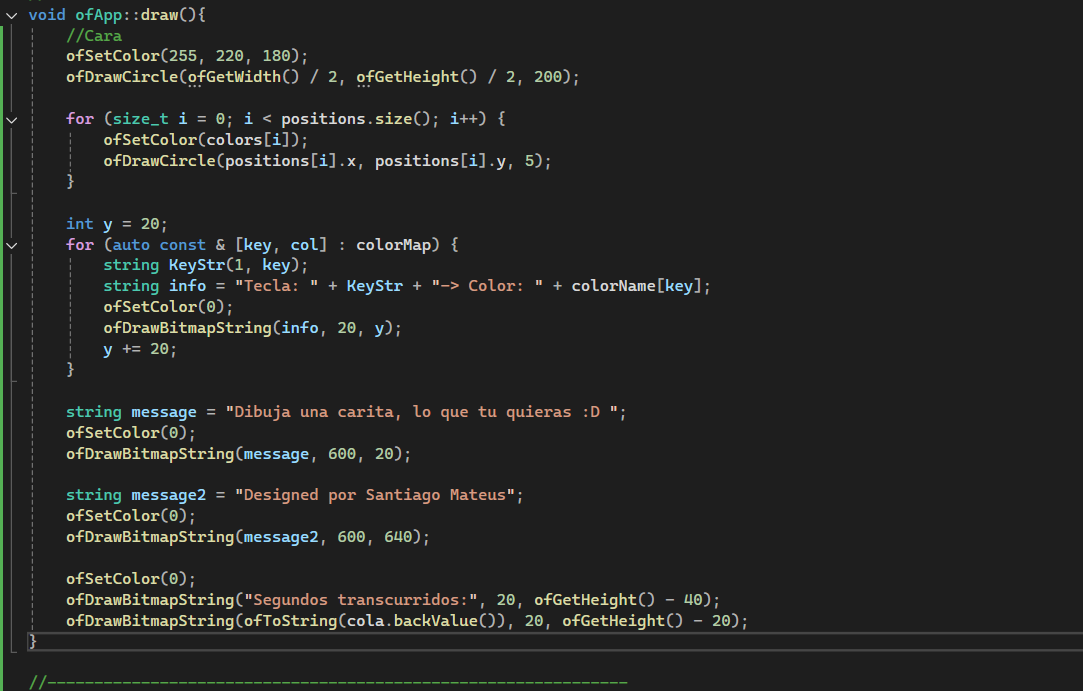 void ofApp::draw(){
    //Cara
    ofSetColor(255, 220, 180);
    ofDrawCircle(ofGetWidth() / 2, ofGetHeight() / 2, 200);

    for (size_t i = 0; i < positions.size(); i++) {
        ofSetColor(colors[i]);
        ofDrawCircle(positions[i].x, positions[i].y, 5);
    }

    int y = 20;
    for (auto const & [key, col] : colorMap) {
        string KeyStr(1, key);
        string info = "Tecla: " + KeyStr + "-> Color: " + colorName[key];
        ofSetColor(0);
        ofDrawBitmapString(info, 20, y);
        y += 20;
    }

    string message = "Dibuja una carita, lo que tu quieras :D ";
    ofSetColor(0);
    ofDrawBitmapString(message, 600, 20);

    string message2 = "Designed por Santiago Mateus";
    ofSetColor(0);
    ofDrawBitmapString(message2, 600, 640);

    ofSetColor(0);
    ofDrawBitmapString("Segundos transcurridos:", 20, ofGetHeight() - 40);
    ofDrawBitmapString(ofToString(cola.backValue()), 20, ofGetHeight() - 20);
}

//--------------------------------------------------------------